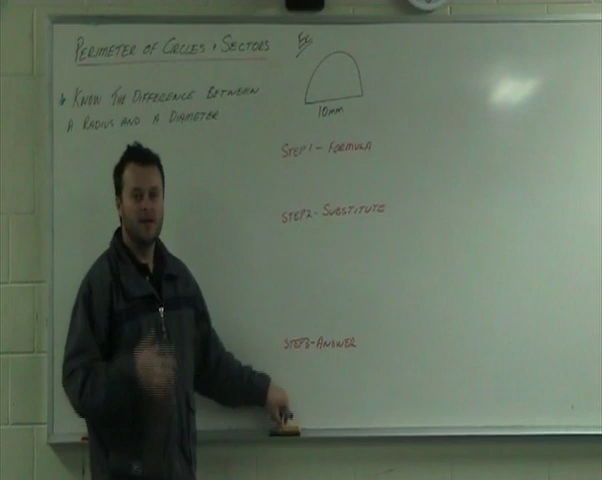 PERIMETER OF CIRCLES + SECTORS
* KNOW THE DIFFERENCE BETWEEN
A RADIUS AND A DIAMETER
Ex
10mm
STEP 1 - FORMULA
STEP 2 - SUBSTITUTE
STEP 3 - ANSWER